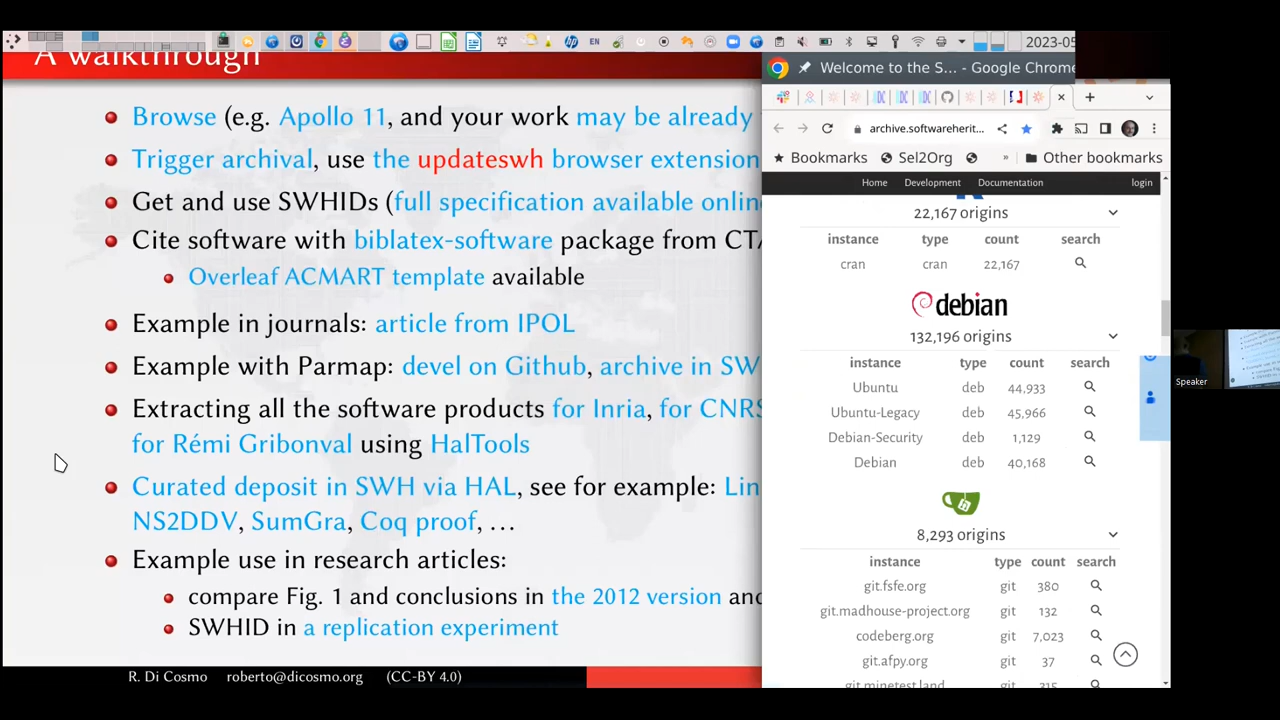 EN
2023-05
A walkthrough
Browse (e.g. Apollo 11, and your work may be already
Trigger archival, use the updateswh browser extension
Get and use SWHIDs (full specification available onlin
Cite software with biblatex-software package from CTA
Overleaf ACMART template available
Example in journals: article from IPOL
Example with Parmap: devel on Github, archive in SW
Extracting all the software products for Inria, for CNRS
for Rémi Gribonval using HalTools
Curated deposit in SWH via HAL, see for example: Lin
NS2DDV, SumGra, Coq proof, …
Example use in research articles:
compare Fig. 1 and conclusions in the 2012 version and
SWHID in a replication experiment
R. Di Cosmo roberto@dicosmo.org (CC-BY 4.0)
Welcome to the S... - Google Chrome
archive.softwareherit...
Bookmarks Sel2Org » Other bookmarks
Home Development Documentation login
22,167 origins
instance type count search
cran cran 22,167
debian
132,196 origins
instance type count search
Ubuntu deb 44,933
Ubuntu-Legacy deb 45,966
Debian-Security deb 1,129
Debian deb 40,168
8,293 origins
instance type count search
git.fsfe.org git 380
git.madhouse-project.org git 132
codeberg.org git 7,023
git.afpy.org git 37
git.minetest.land git 315
Speaker